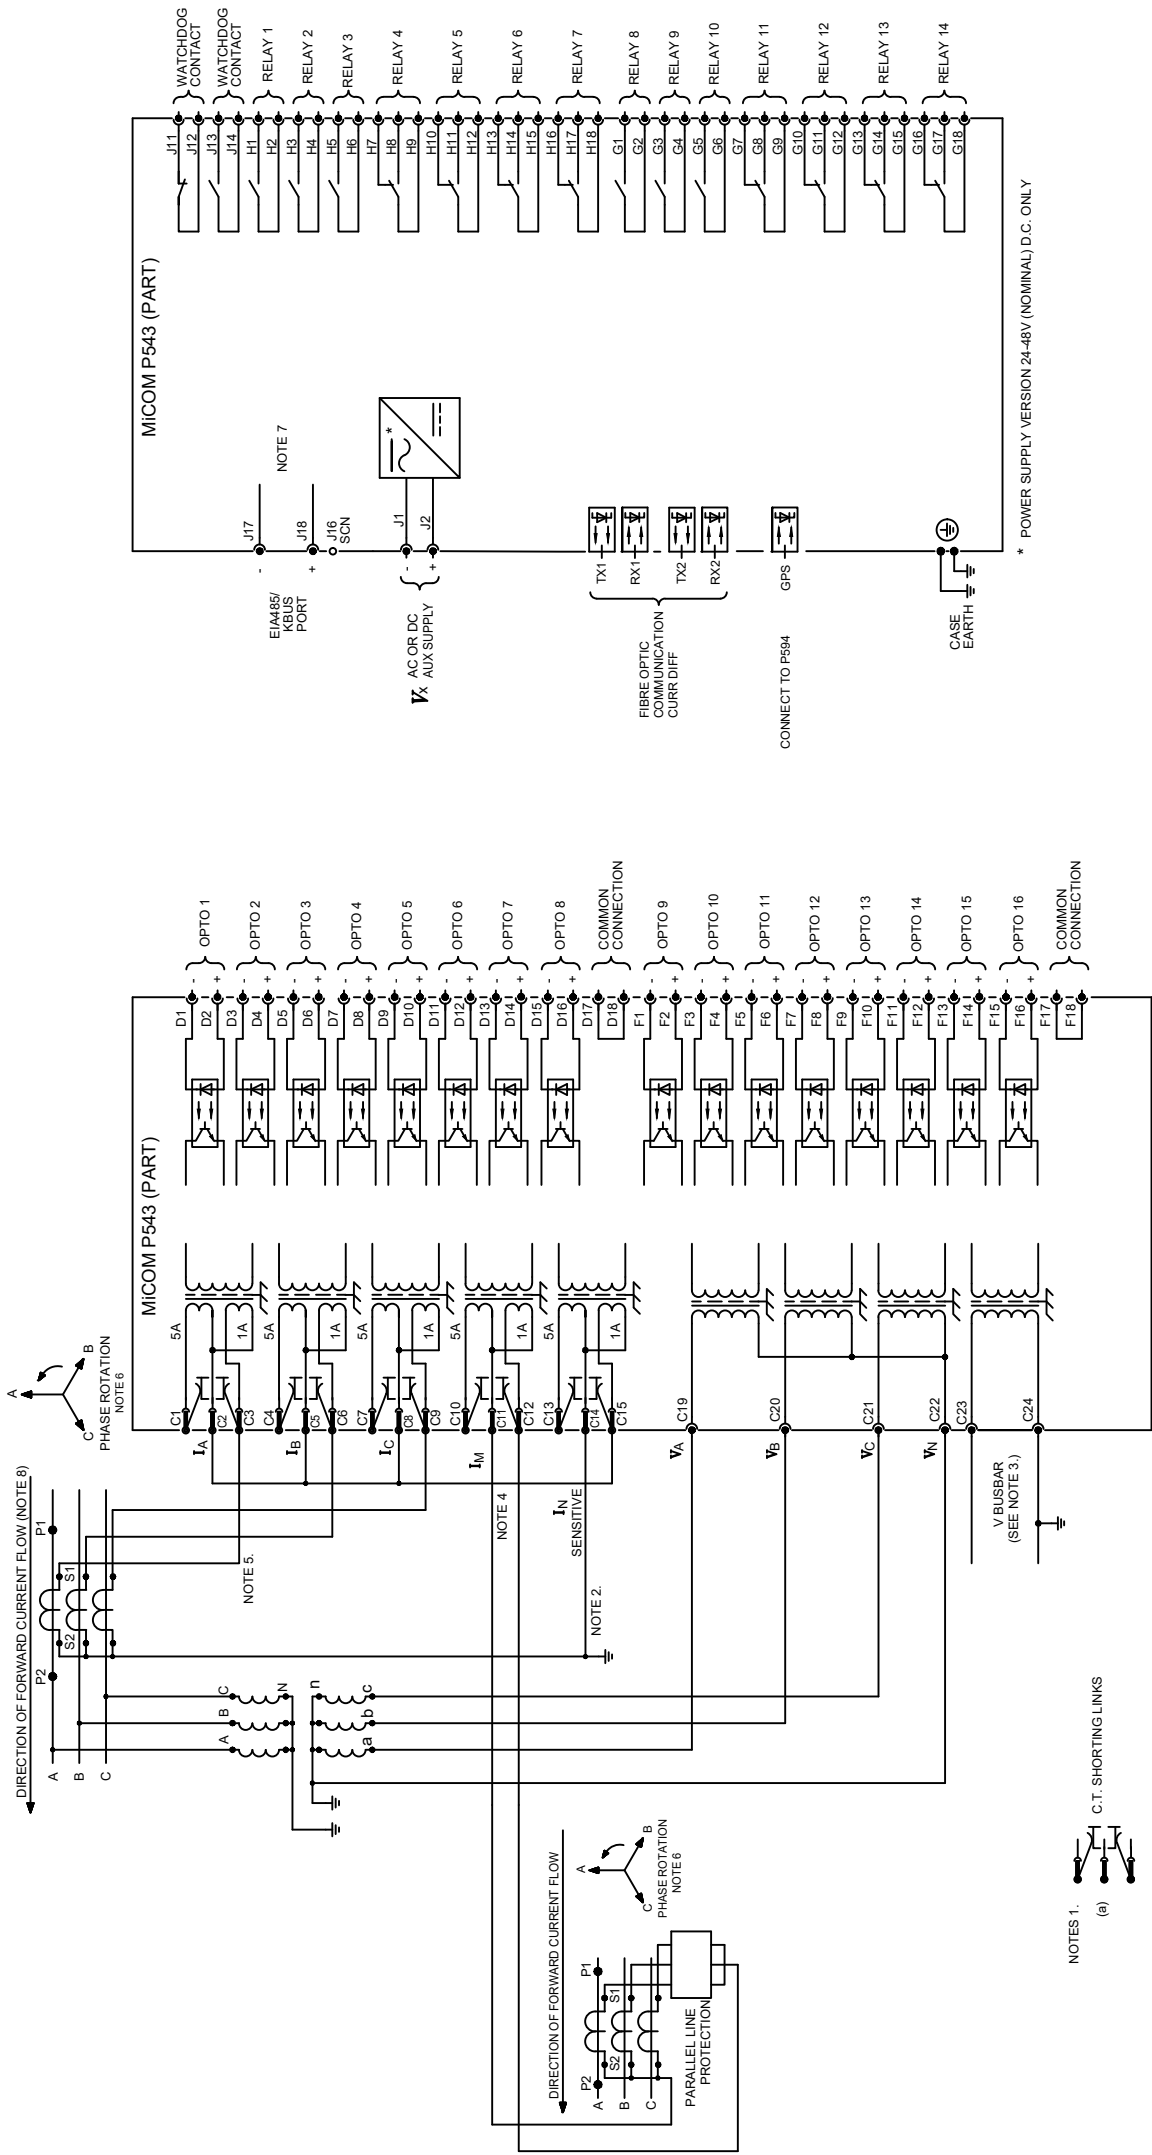 DIRECTION OF FORWARD CURRENT FLOW (NOTE 8)
A
B
C
PHASE ROTATION
NOTE 6
P2
P1
S2
S1
A
B
C
A
B
C
N
n
a
b
c
NOTE 5.
NOTE 2.
NOTE 4
SENSITIVE
IA
IB
IC
IM
IN
VA
VB
VC
VN
V BUSBAR
(SEE NOTE 3.)
MiCOM P543 (PART)
C1
C2
C3
C4
C5
C6
C7
C8
C9
C10
C11
C12
C13
C14
C15
C19
C20
C21
C22
C23
C24
5A
1A
5A
1A
5A
1A
5A
1A
5A
1A
D1
D2
D3
D4
D5
D6
D7
D8
D9
D10
D11
D12
D13
D14
D15
D16
D17
D18
F1
F2
F3
F4
F5
F6
F7
F8
F9
F10
F11
F12
F13
F14
F15
F16
F17
F18
- + OPTO 1
- + OPTO 2
- + OPTO 3
- + OPTO 4
- + OPTO 5
- + OPTO 6
- + OPTO 7
- + OPTO 8
COMMON
CONNECTION
- + OPTO 9
- + OPTO 10
- + OPTO 11
- + OPTO 12
- + OPTO 13
- + OPTO 14
- + OPTO 15
- + OPTO 16
COMMON
CONNECTION
DIRECTION OF FORWARD CURRENT FLOW
A
B
C
PHASE ROTATION
NOTE 6
P2
P1
S2
S1
A
B
C
PARALLEL LINE
PROTECTION
NOTES 1.
(a)
C.T. SHORTING LINKS
MiCOM P543 (PART)
EIA485/
KBUS
PORT
-
+
J17
J18
J16
SCN
NOTE 7
Vx
AC OR DC
AUX SUPPLY
-
+
J1
J2
*
FIBRE OPTIC
COMMUNICATION
CURR DIFF
TX1
RX1
TX2
RX2
CONNECT TO P594
GPS
CASE
EARTH
J11
J12
J13
J14
H1
H2
H3
H4
H5
H6
H7
H8
H9
H10
H11
H12
H13
H14
H15
H16
H17
H18
G1
G2
G3
G4
G5
G6
G7
G8
G9
G10
G11
G12
G13
G14
G15
G16
G17
G18
WATCHDOG
CONTACT
WATCHDOG
CONTACT
RELAY 1
RELAY 2
RELAY 3
RELAY 4
RELAY 5
RELAY 6
RELAY 7
RELAY 8
RELAY 9
RELAY 10
RELAY 11
RELAY 12
RELAY 13
RELAY 14
* POWER SUPPLY VERSION 24-48V (NOMINAL) D.C. ONLY